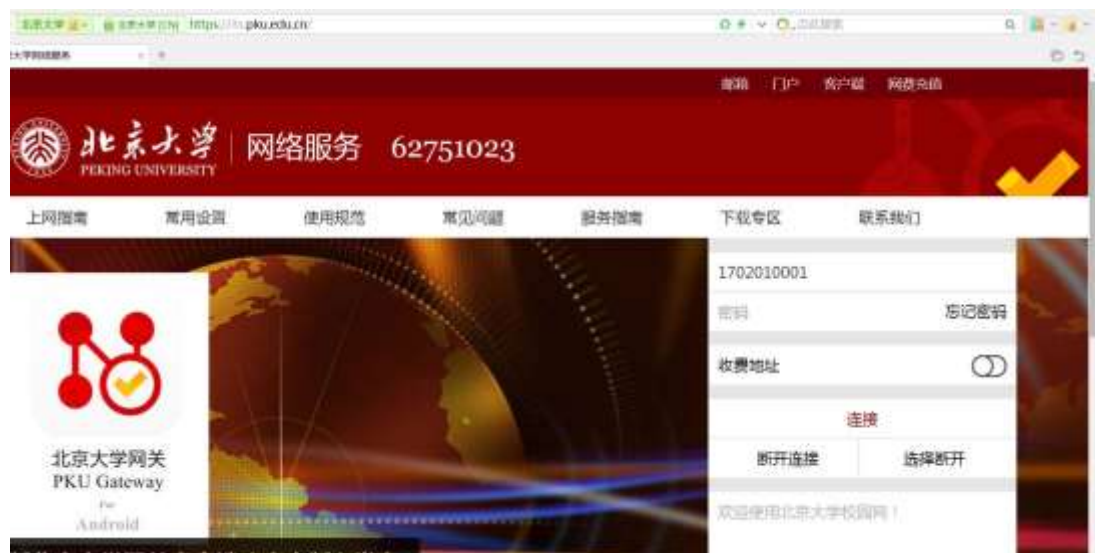 北京大学
https://its.pku.edu.cn/
邮箱 门户 客户端 网费充值
北京大学 网络服务 62751023
PEKING UNIVERSITY
上网指南 常用设置 使用规范 常见问题 服务指南 下载专区 联系我们
1702010001
密码 忘记密码
收费地址
连接
断开连接 选择断开
欢迎使用北京大学校园网！
北京大学网关
PKU Gateway
For
Android